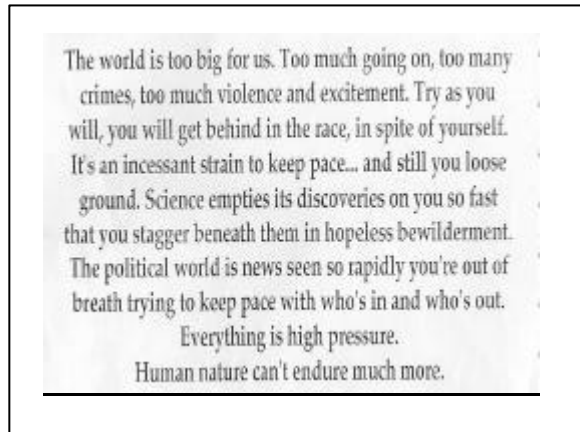 The world is too big for us. Too much going on, too many
crimes, too much violence and excitement. Try as you
will, you will get behind in the race, in spite of yourself.
It's an incessant strain to keep pace... and still you loose
ground. Science empties its discoveries on you so fast
that you stagger beneath them in hopeless bewilderment.
The political world is news seen so rapidly you're out of
breath trying to keep pace with who's in and who's out.
Everything is high pressure.
Human nature can't endure much more.